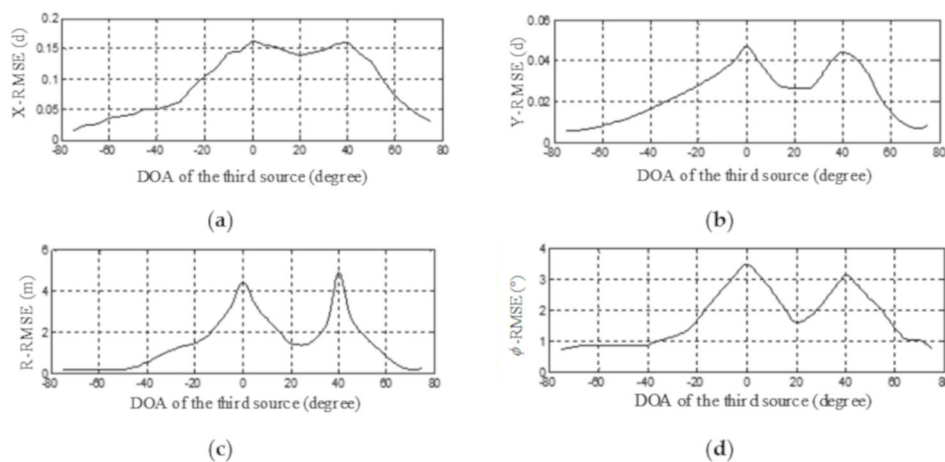 0.2
0.15
0.1
0.05
0
X-RMSE (d)
-80 -60 -40 -20 0 20 40 60 80
DOA of the third source (degree)
(a)
0.06
0.04
0.02
0
Y-RMSE (d)
-80 -60 -40 -20 0 20 40 60 80
DOA of the third source (degree)
(b)
6
4
2
0
R-RMSE (m)
-80 -60 -40 -20 0 20 40 60 80
DOA of the third source (degree)
(c)
4
3
2
1
0
ϕ-RMSE (°)
-80 -60 -40 -20 0 20 40 60 80
DOA of the third source (degree)
(d)